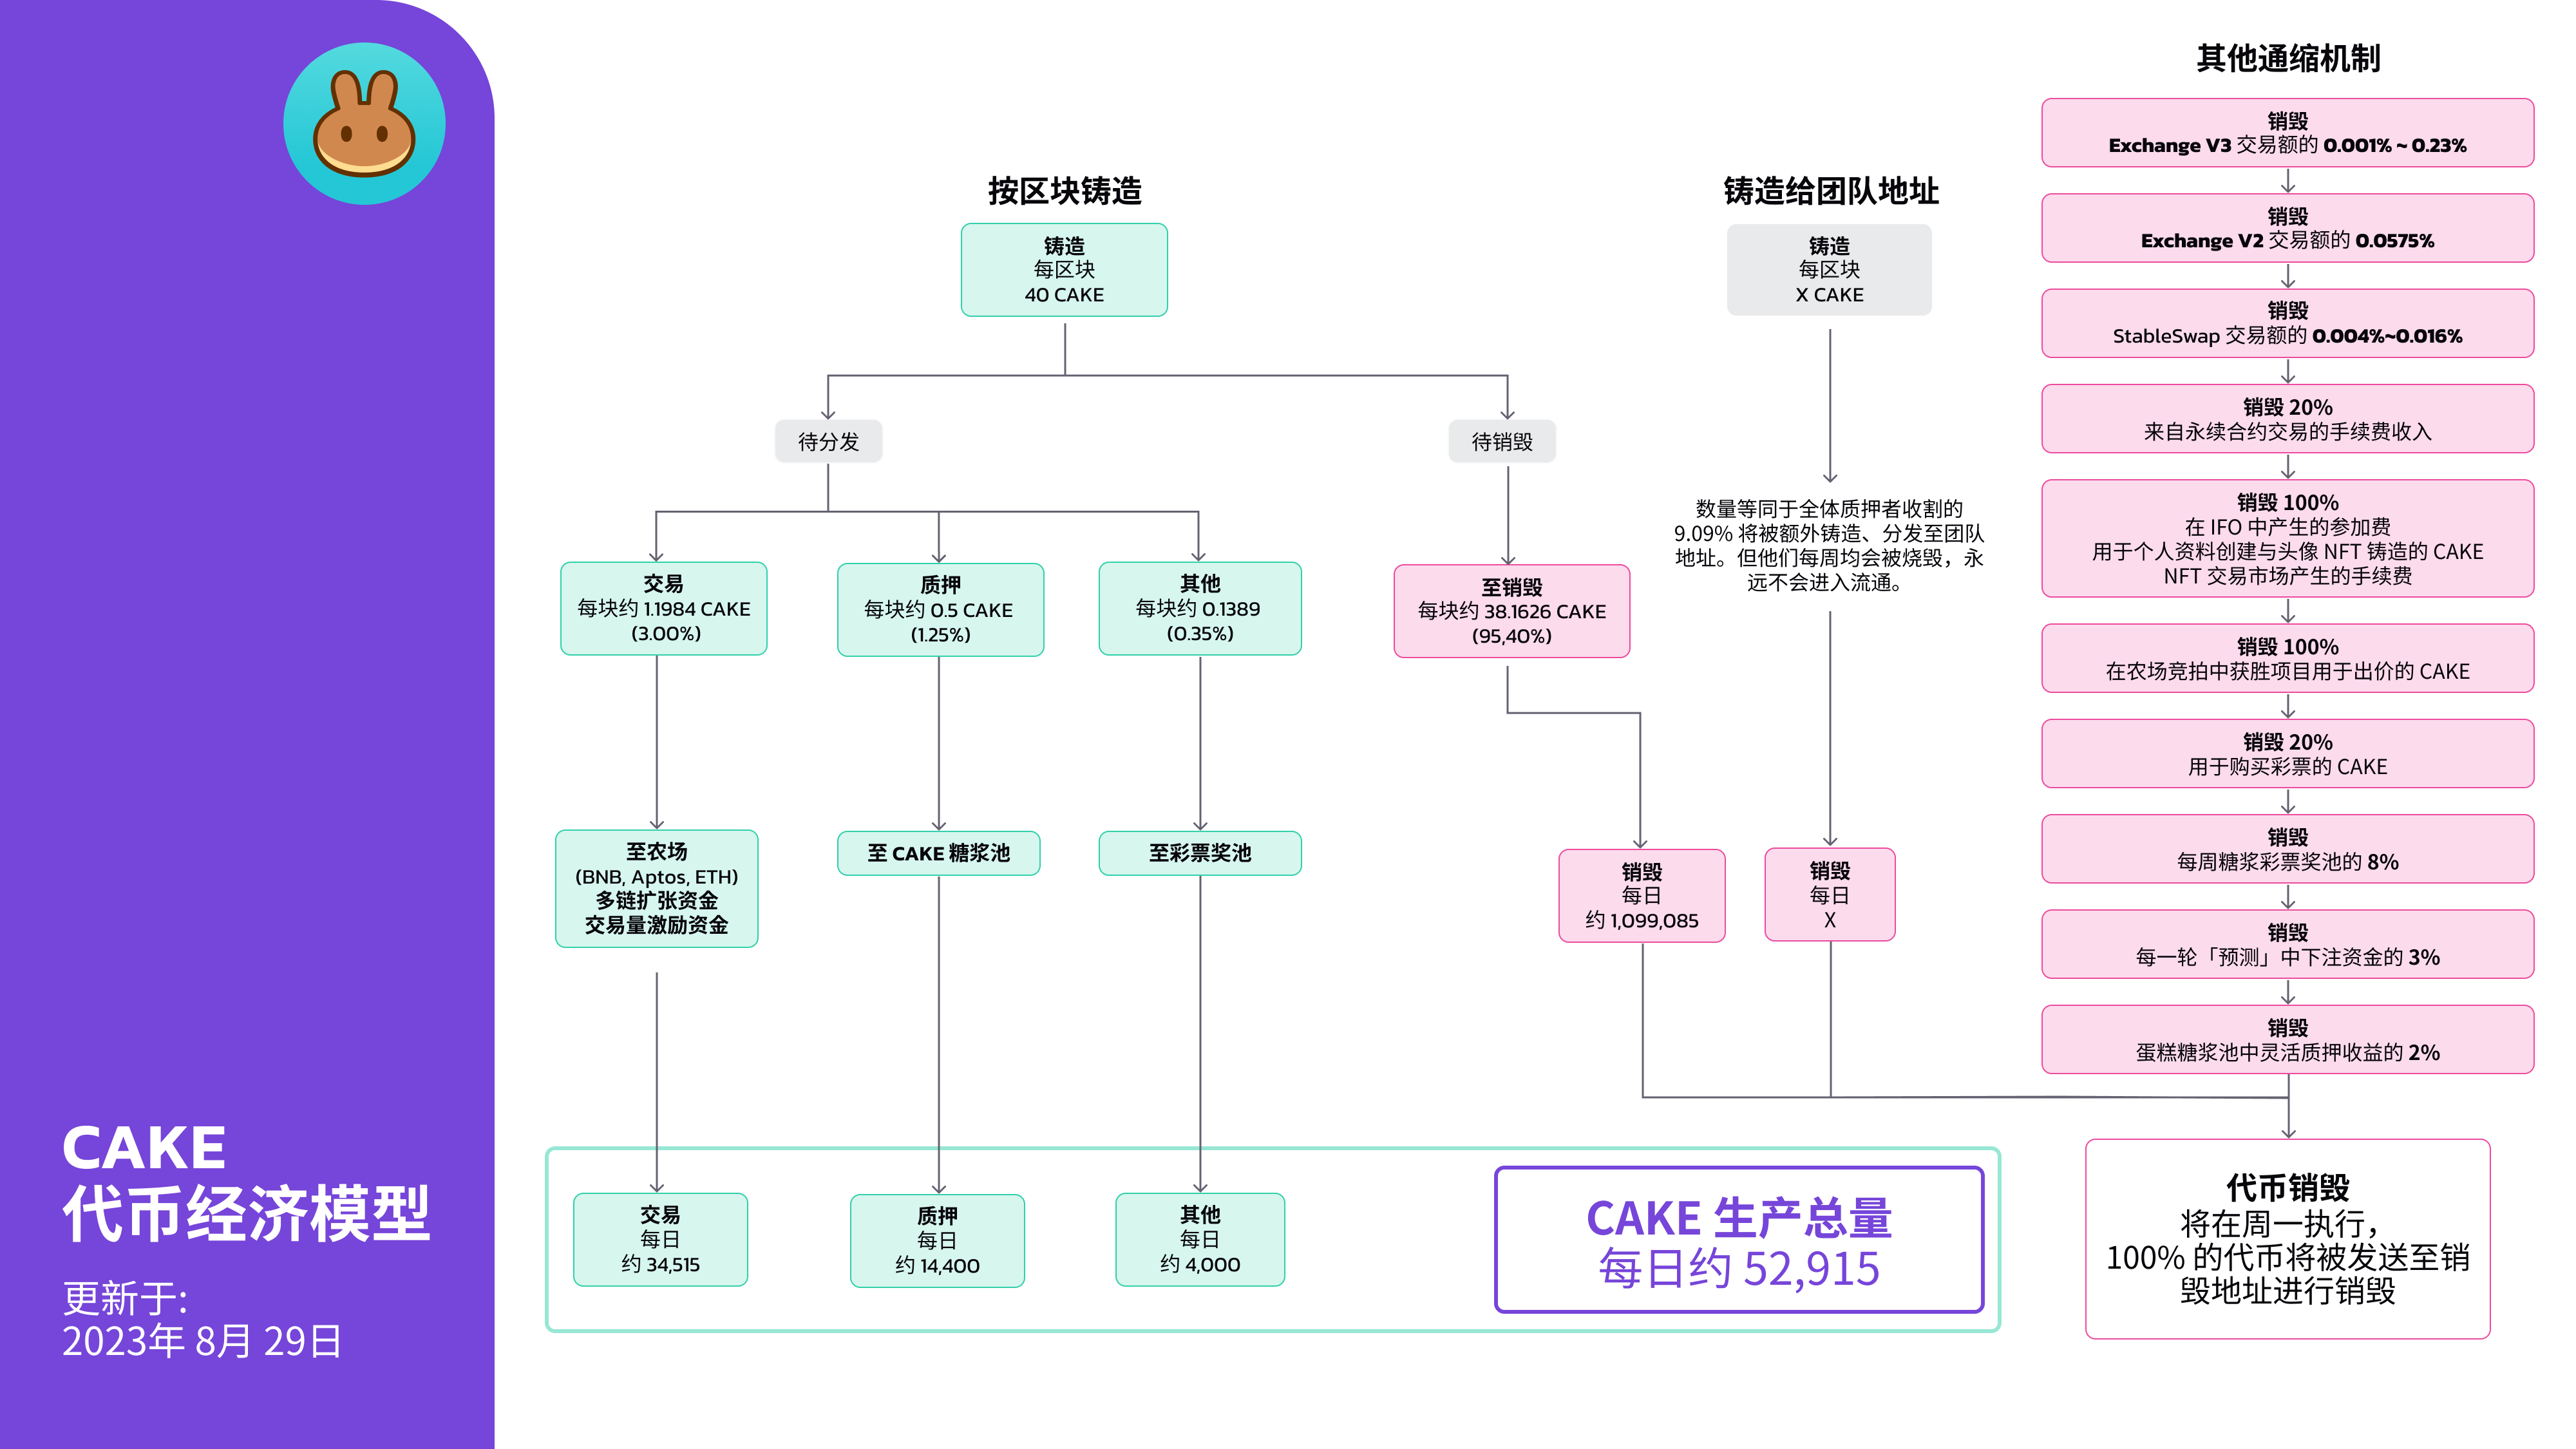 CAKE
代币经济模型
更新于:
2023年 8月 29日
按区块铸造
铸造
每区块
40 CAKE
待分发
待销毁
交易
每块约 1.1984 CAKE
(3.00%)
质押
每块约 0.5 CAKE
(1.25%)
其他
每块约 0.1389
(0.35%)
至销毁
每块约 38.1626 CAKE
(95,40%)
至农场
(BNB, Aptos, ETH)
多链扩张资金
交易量激励资金
至 CAKE 糖浆池
至彩票奖池
销毁
每日
约 1,099,085
交易
每日
约 34,515
质押
每日
约 14,400
其他
每日
约 4,000
CAKE 生产总量
每日约 52,915
铸造给团队地址
铸造
每区块
X CAKE
数量等同于全体质押者收割的
9.09% 将被额外铸造、分发至团队
地址。但他们每周均会被烧毁，永
远不会进入流通。
销毁
每日
X
其他通缩机制
销毁
Exchange V3 交易额的 0.001% ~ 0.23%
销毁
Exchange V2 交易额的 0.0575%
销毁
StableSwap 交易额的 0.004%~0.016%
销毁 20%
来自永续合约交易的手续费收入
销毁 100%
在 IFO 中产生的参加费
用于个人资料创建与头像 NFT 铸造的 CAKE
NFT 交易市场产生的手续费
销毁 100%
在农场竞拍中获胜项目用于出价的 CAKE
销毁 20%
用于购买彩票的 CAKE
销毁
每周糖浆彩票奖池的 8%
销毁
每一轮「预测」中下注资金的 3%
销毁
蛋糕糖浆池中灵活质押收益的 2%
代币销毁
将在周一执行，
100% 的代币将被发送至销
毁地址进行销毁